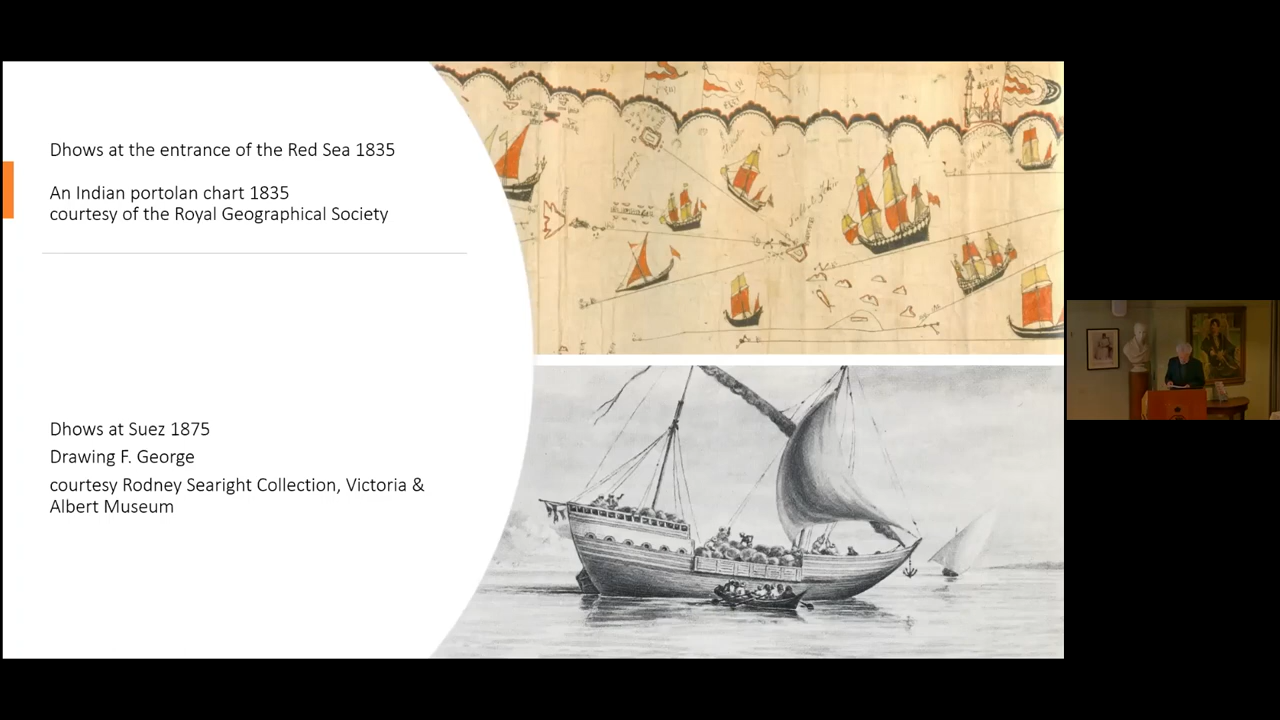 Dhows at the entrance of the Red Sea 1835
An Indian portolan chart 1835
courtesy of the Royal Geographical Society
Dhows at Suez 1875
Drawing F. George
courtesy Rodney Searight Collection, Victoria &
Albert Museum